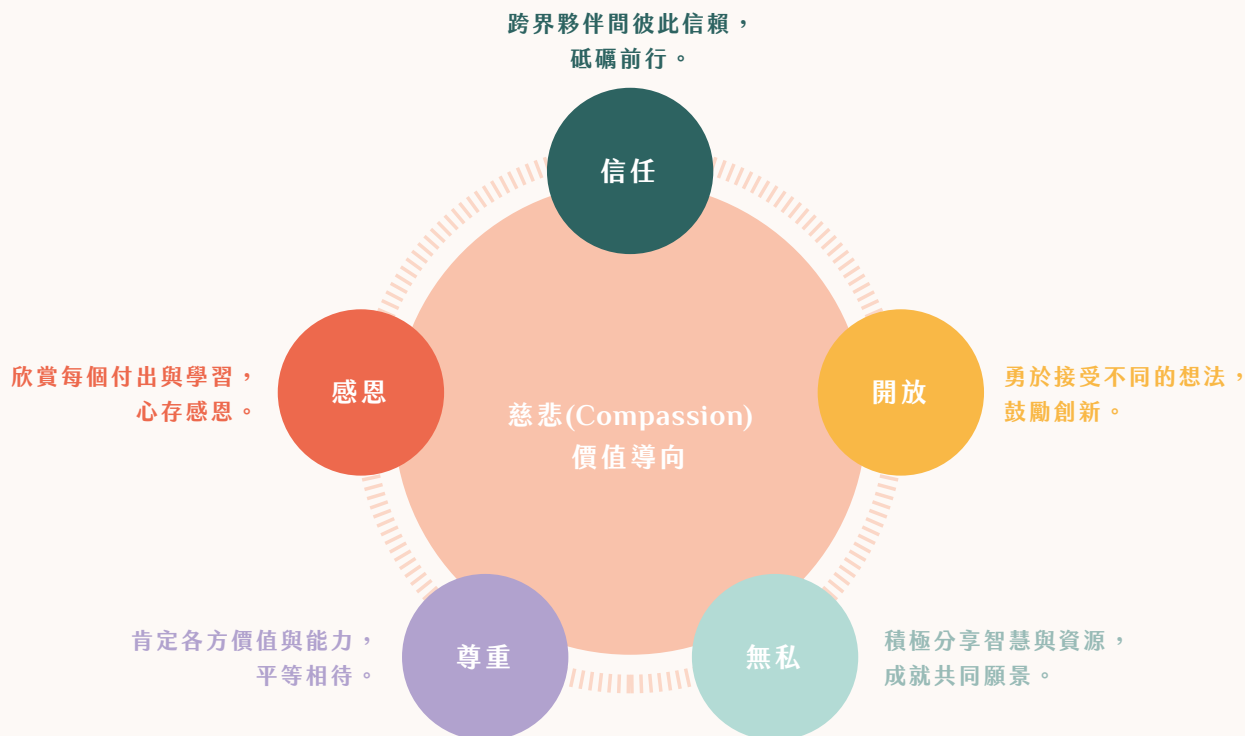 跨界夥伴間彼此信賴，
砥礪前行。
信任
感恩
欣賞每個付出與學習，
心存感恩。
開放
勇於接受不同的想法，
鼓勵創新。
慈悲(Compassion)
價值導向
尊重
肯定各方價值與能力，
平等相待。
無私
積極分享智慧與資源，
成就共同願景。